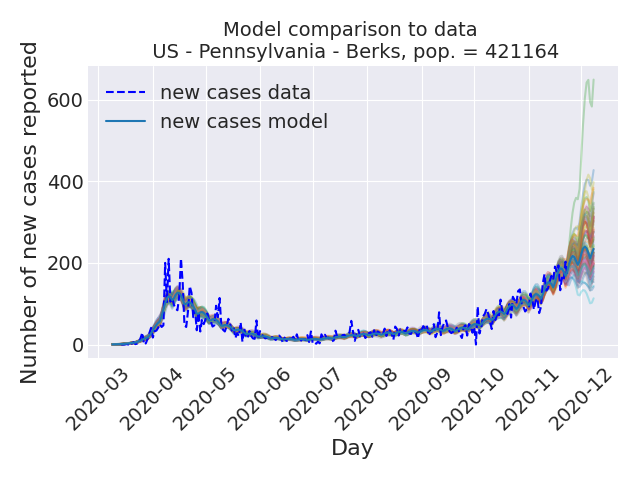 Model comparison to data
US - Pennsylvania - Berks, pop. = 421164
Number of new cases reported
600
400
200
0
new cases data
new cases model
2020-03
2020-04
2020-05
2020-06
2020-07
2020-08
2020-09
2020-10
2020-11
2020-12
Day